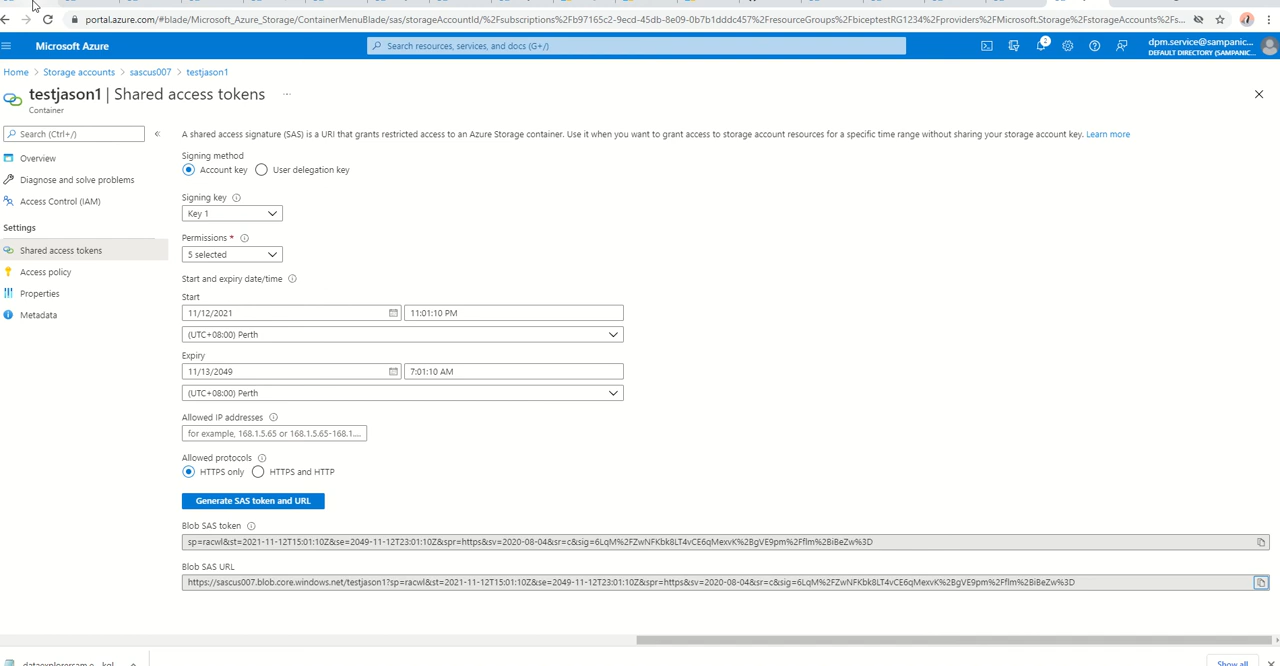 portal.azure.com/#blade/Microsoft_Azure_Storage/ContainerMenuBlade/sas/storageAccountId/%2Fsubscriptions%2Fb97165c2-9ecd-45db-8e09-0b7b1dddc457%2FresourceGroups%2FbiceptestRG1234%2Fproviders%2FMicrosoft.Storage%2FstorageAccounts%2Fs...
Microsoft Azure
Search resources, services, and docs (G+/)
2
dpm.service@sampanic...
DEFAULT DIRECTORY (SAMPANIC...
Home > Storage accounts > sascus007 > testjason1
testjason1 | Shared access tokens ...
Container
Search (Ctrl+/)
«
Overview
Diagnose and solve problems
Access Control (IAM)
Settings
Shared access tokens
Access policy
Properties
Metadata
A shared access signature (SAS) is a URI that grants restricted access to an Azure Storage container. Use it when you want to grant access to storage account resources for a specific time range without sharing your storage account key. Learn more
Signing method
Account key User delegation key
Signing key
Key 1
Permissions *
5 selected
Start and expiry date/time
Start
11/12/2021 11:01:10 PM
(UTC+08:00) Perth
Expiry
11/13/2049 7:01:10 AM
(UTC+08:00) Perth
Allowed IP addresses
for example, 168.1.5.65 or 168.1.5.65-168.1....
Allowed protocols
HTTPS only HTTPS and HTTP
Generate SAS token and URL
Blob SAS token
sp=racwl&st=2021-11-12T15:01:10Z&se=2049-11-12T23:01:10Z&spr=https&sv=2020-08-04&sr=c&sig=6LqM%2FZwNFKbk8LT4vCE6qMexvK%2BgVE9pm%2Fflm%2BiBeZw%3D
Blob SAS URL
https://sascus007.blob.core.windows.net/testjason1?sp=racwl&st=2021-11-12T15:01:10Z&se=2049-11-12T23:01:10Z&spr=https&sv=2020-08-04&sr=c&sig=6LqM%2FZwNFKbk8LT4vCE6qMexvK%2BgVE9pm%2Fflm%2BiBeZw%3D
Show all